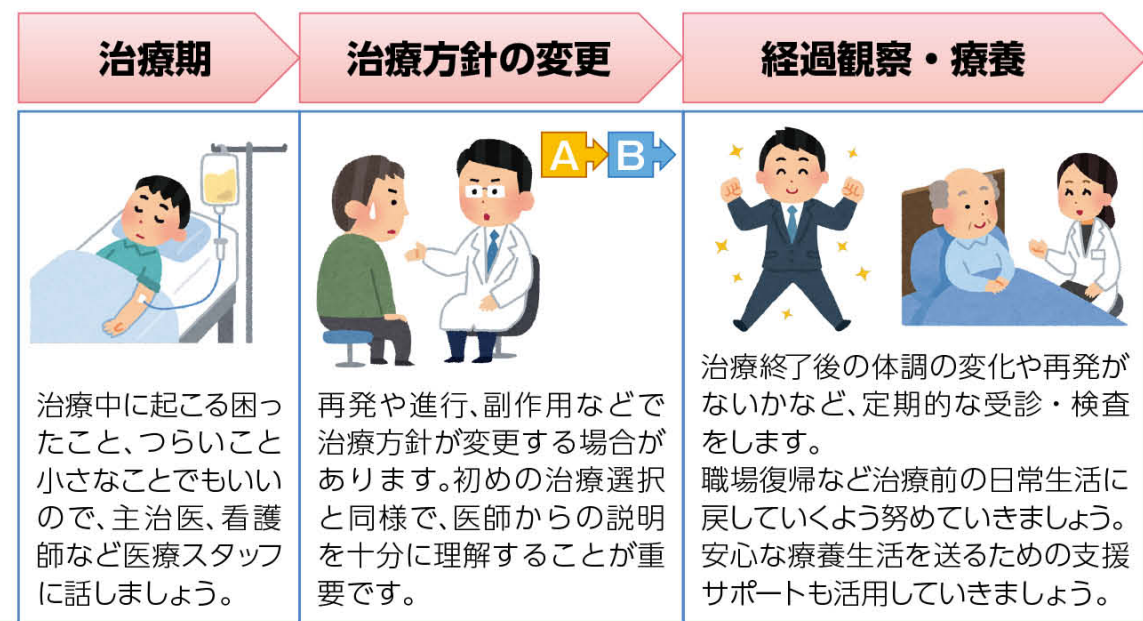 治療期
治療方針の変更
経過観察・療養
A
B
治療中に起こる困っ
たこと、つらいこと
小さなことでもいい
ので、主治医、看護
師など医療スタッフ
に話しましょう。
再発や進行、副作用などで
治療方針が変更する場合が
あります。初めの治療選択
と同様で、医師からの説明
を十分に理解することが重
要です。
治療終了後の体調の変化や再発が
ないかなど、定期的な受診・検査
をします。
職場復帰など治療前の日常生活に
戻していくよう努めていきましょう。
安心な療養生活を送るための支援
サポートも活用していきましょう。